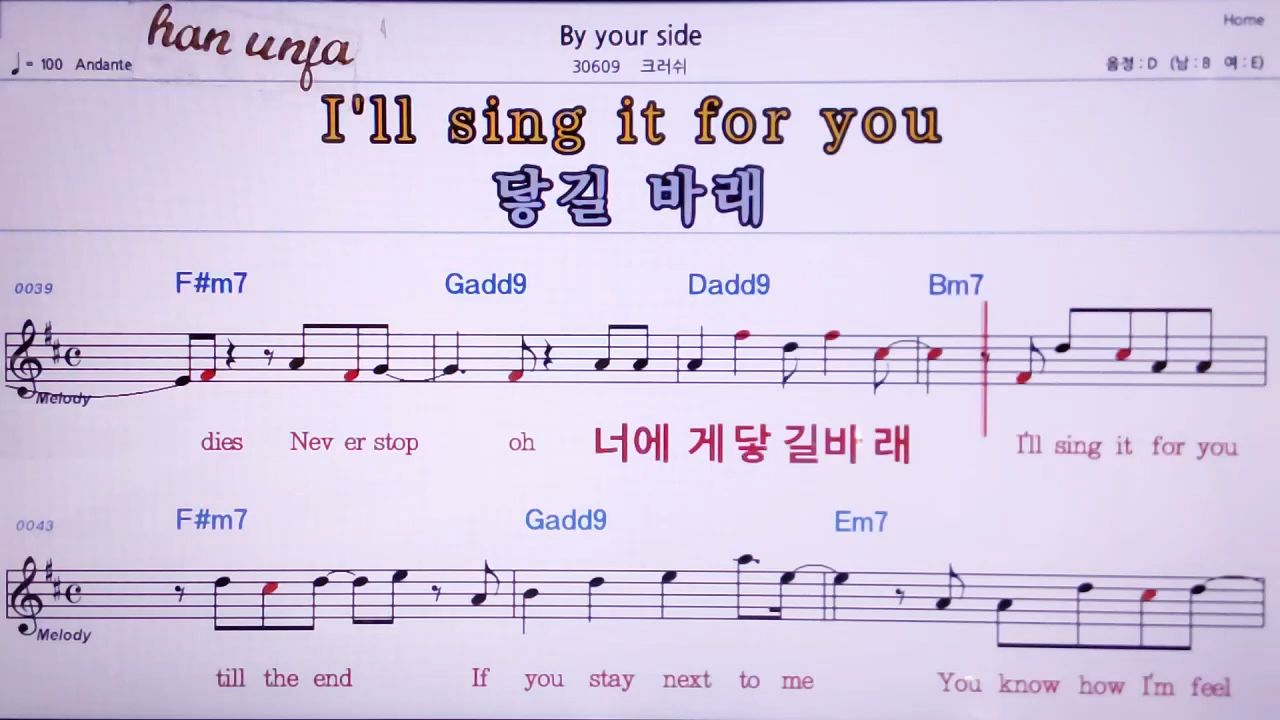 han unfa
By your side
Home
♩ = 100 Andante
30609 크러쉬
음정 : D (남 : B 여 : E)
I'll sing it for you
닿길 바래
0039 F#m7 Gadd9 Dadd9 Bm7
Melody
dies Nev er stop oh 너에 게 닿 길바 래 I'll sing it for you
0043 F#m7 Gadd9 Em7
Melody
till the end If you stay next to me You know how I'm feel